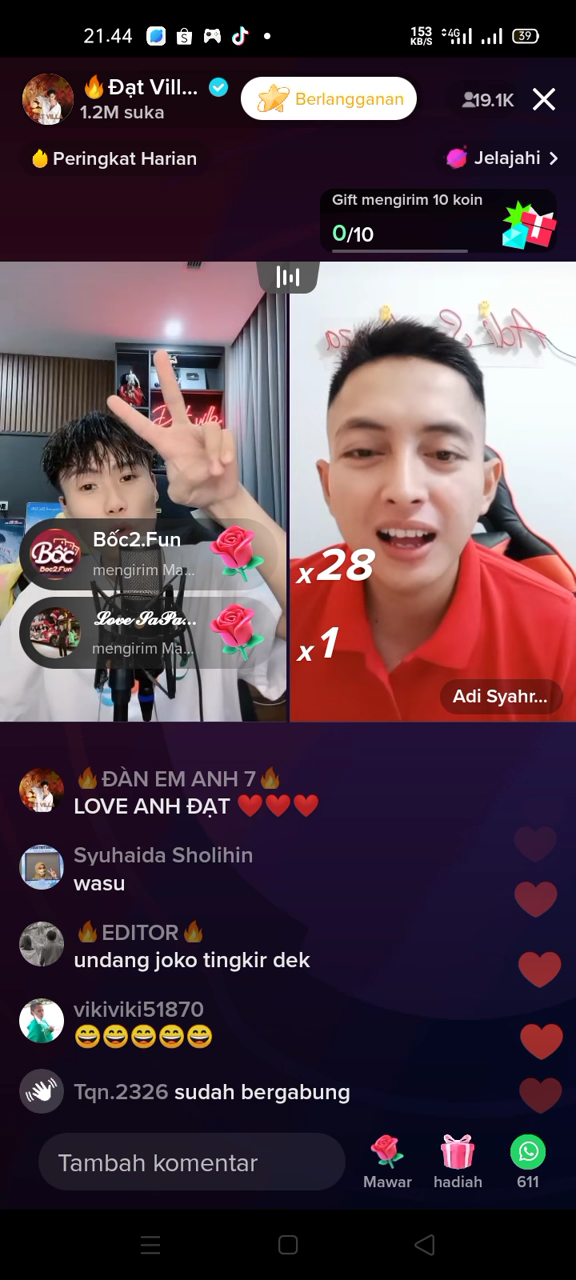 21.44
153
KB/S
4G
39
🔥Đạt Vill...
1.2M suka
Berlangganan
19.1K
Peringkat Harian
Jelajahi
Gift mengirim 10 koin
0/10
Bốc2.Fun
mengirim Ma...
x28
Love SaPa...
mengirim Ma...
x1
Adi Syahr...
🔥ĐÀN EM ANH 7🔥
LOVE ANH ĐẠT ❤️❤️❤️
Syuhaida Sholihin
wasu
🔥EDITOR🔥
undang joko tingkir dek
vikiviki51870
😄😄😄😄😄
Tqn.2326 sudah bergabung
Tambah komentar
Mawar
hadiah
611